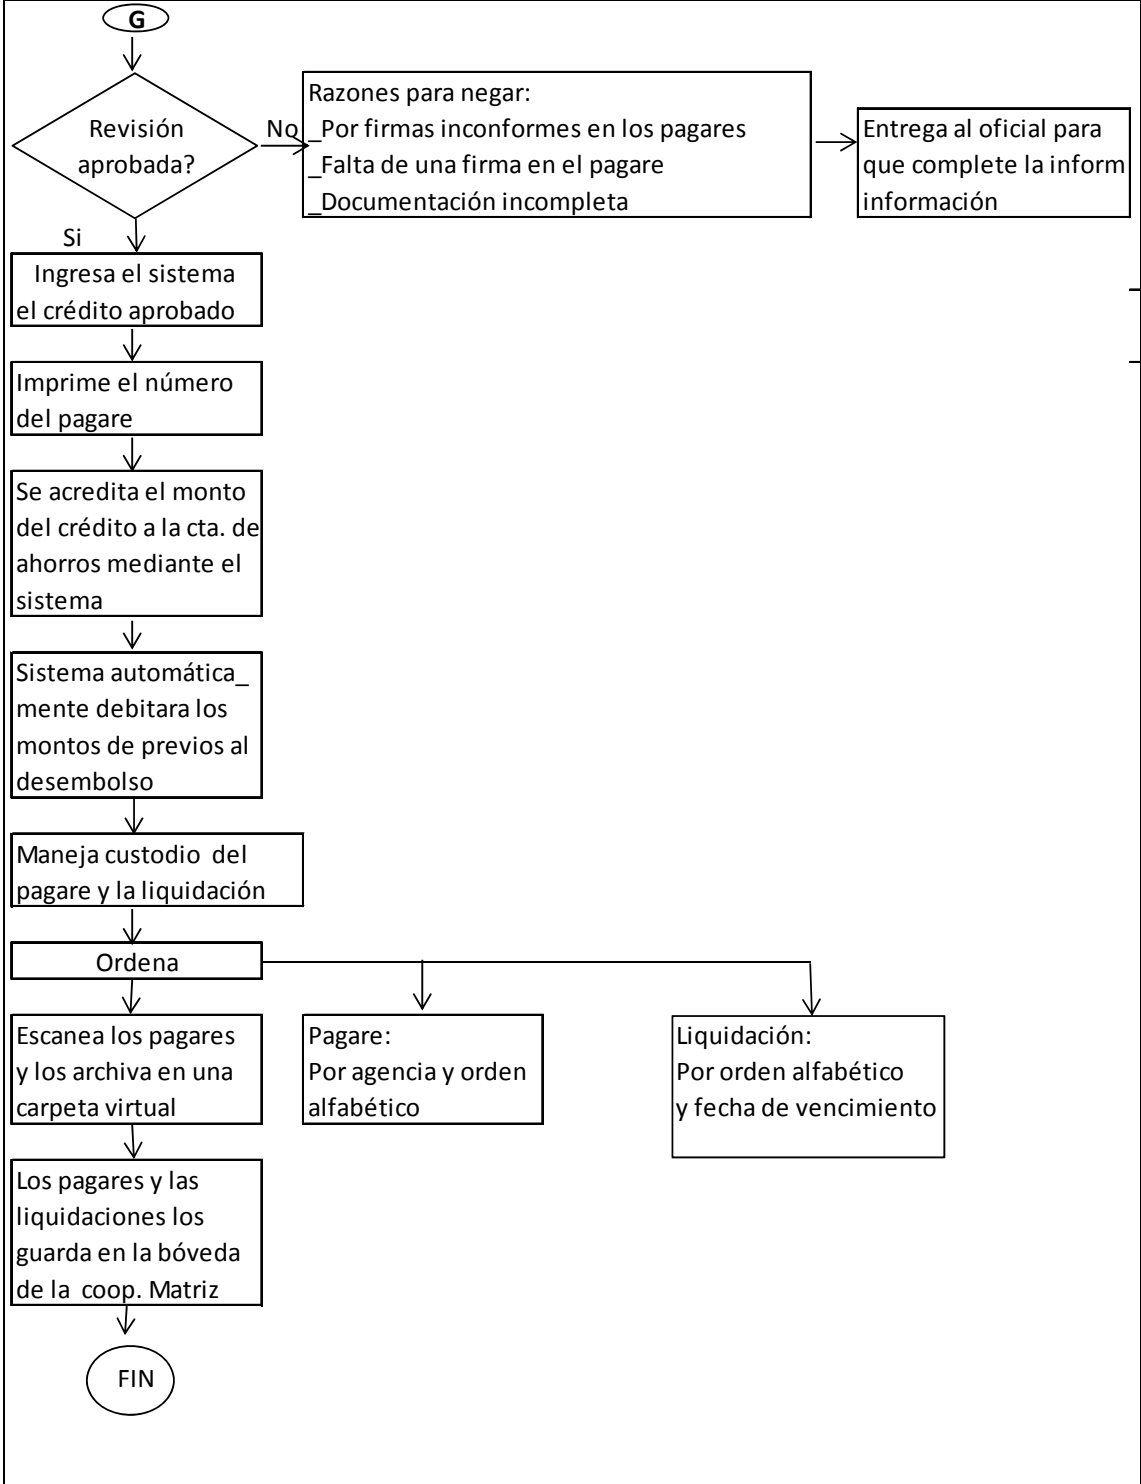 G
Revisión
aprobada?
No
Razones para negar:
_Por firmas inconformes en los pagares
_Falta de una firma en el pagare
_Documentación incompleta
Entrega al oficial para
que complete la inform
información
Si
Ingresa el sistema
el crédito aprobado
Imprime el número
del pagare
Se acredita el monto
del crédito a la cta. de
ahorros mediante el
sistema
Sistema automática_
mente debitara los
montos de previos al
desembolso
Maneja custodio del
pagare y la liquidación
Ordena
Escanea los pagares
y los archiva en una
carpeta virtual
Pagare:
Por agencia y orden
alfabético
Liquidación:
Por orden alfabético
y fecha de vencimiento
Los pagares y las
liquidaciones los
guarda en la bóveda
de la coop. Matriz
FIN